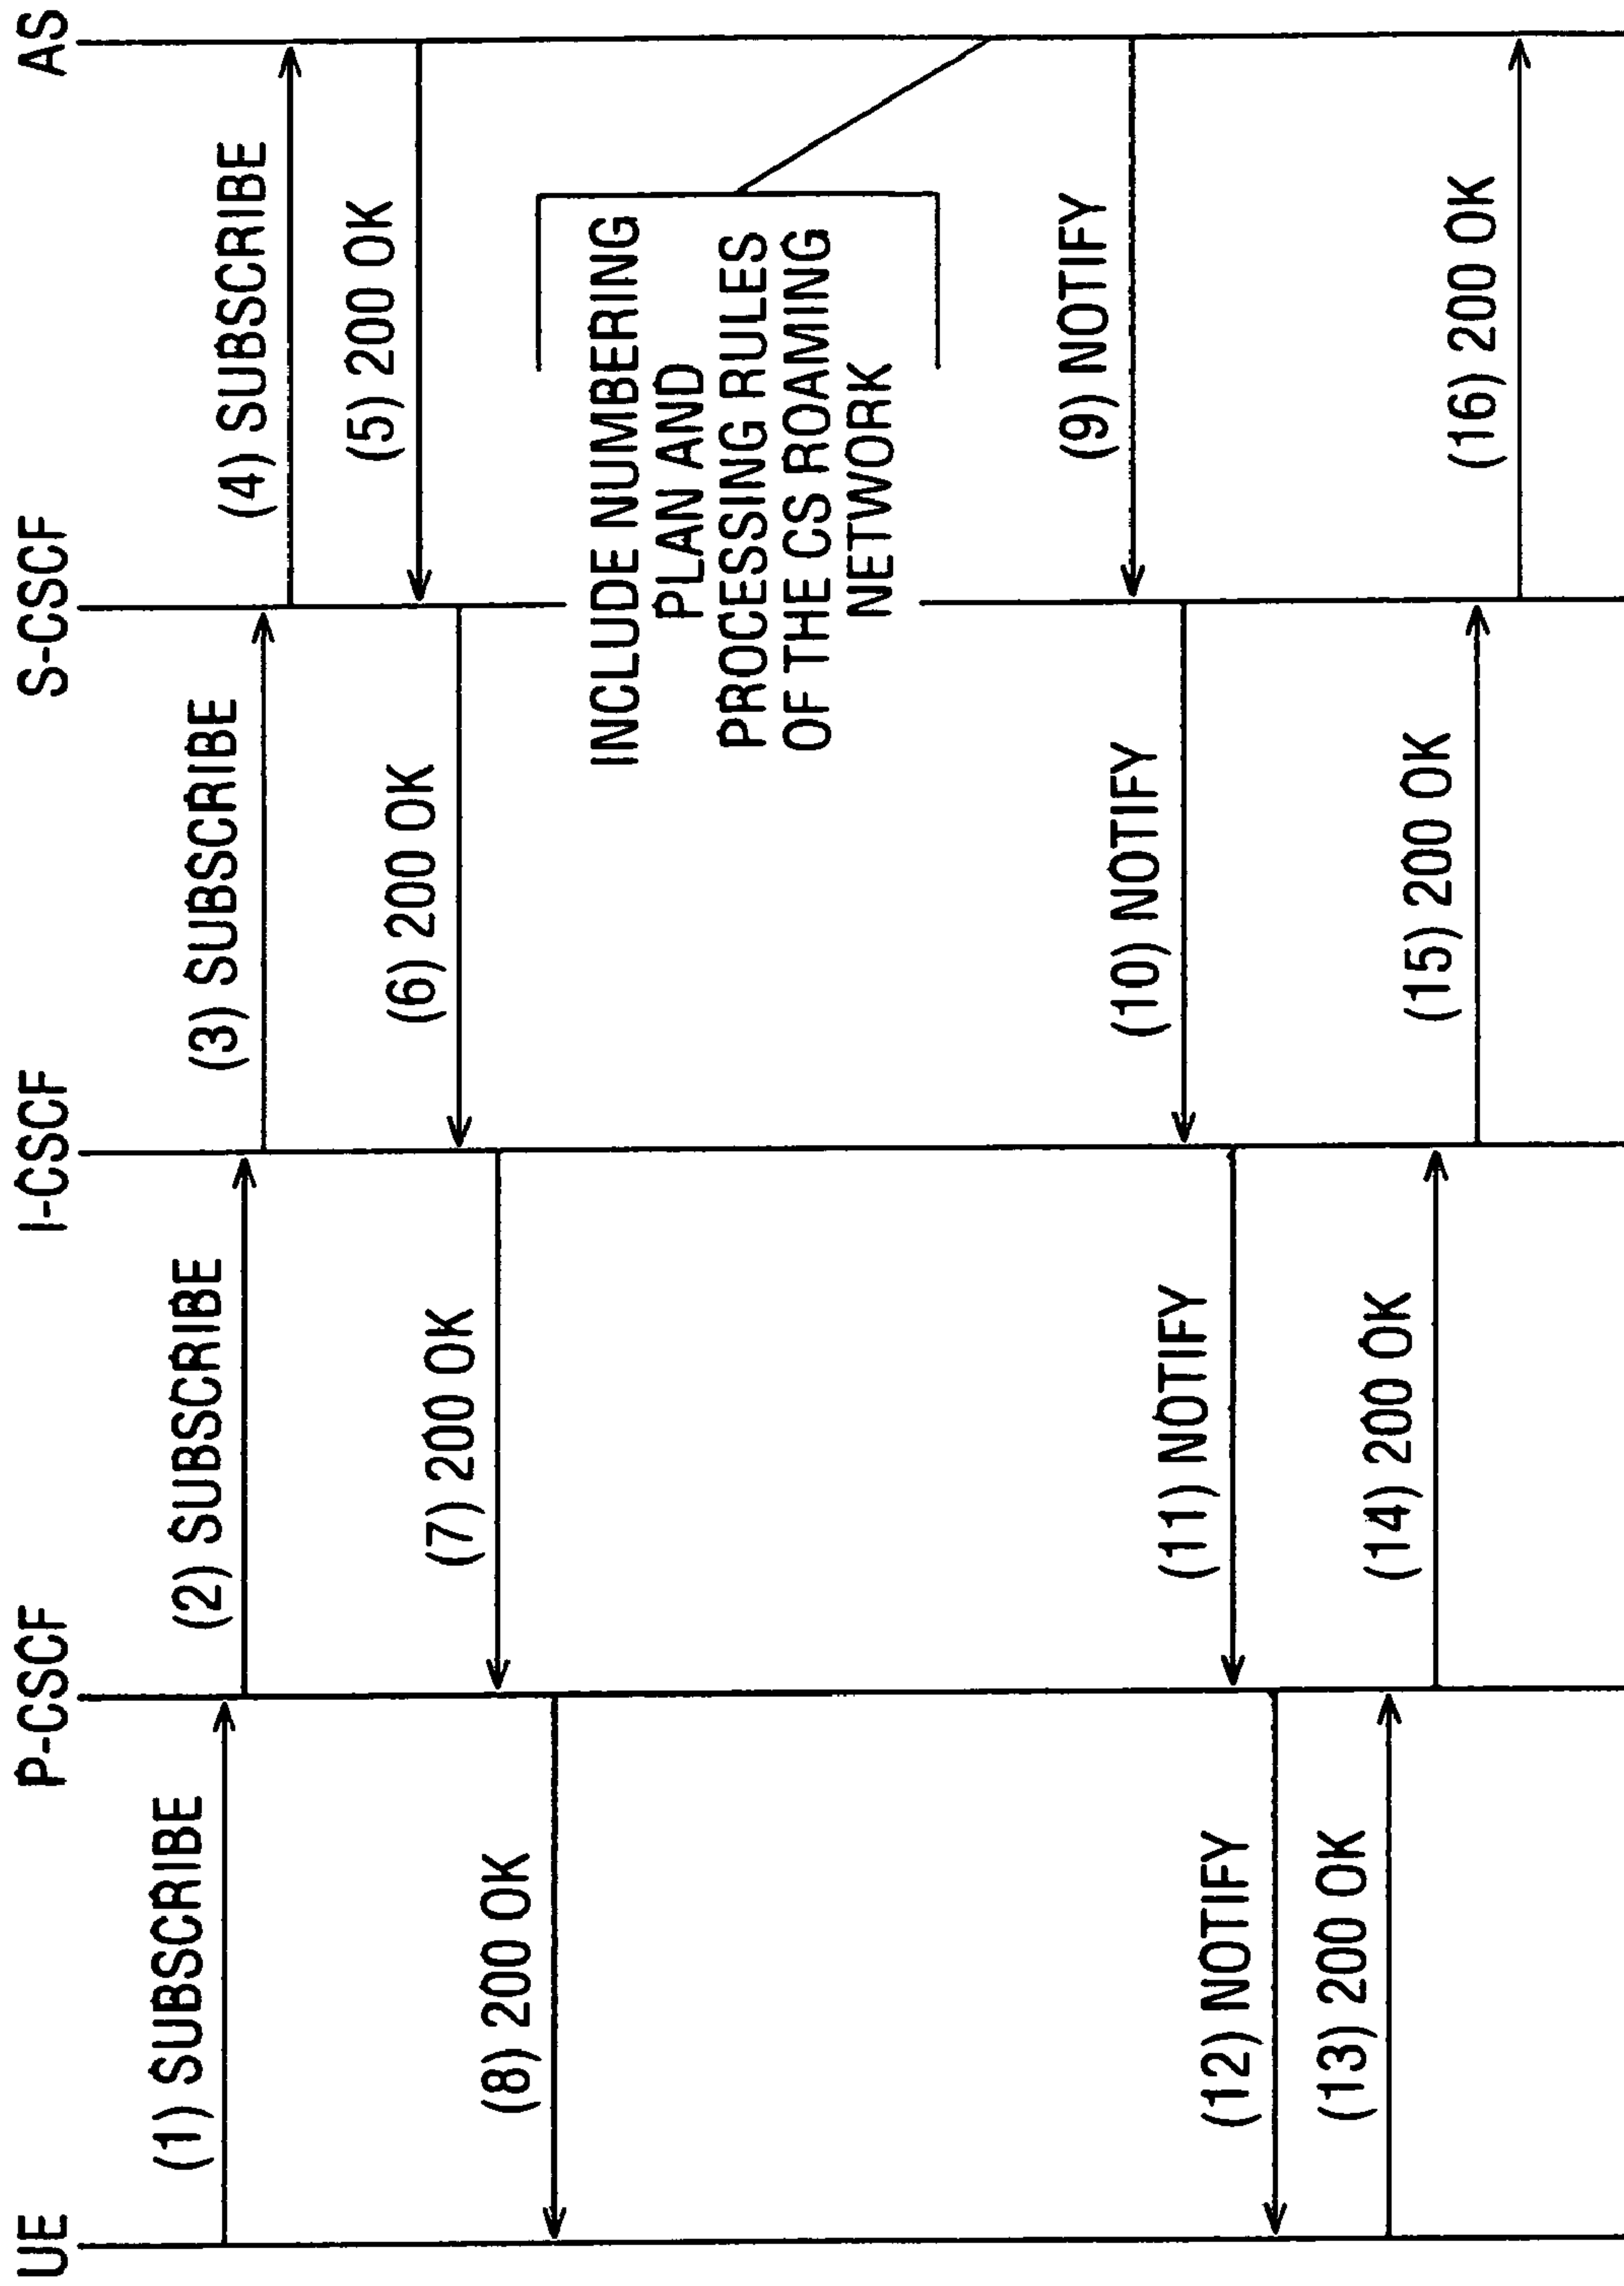 UE
P-CSCF
I-CSCF
S-CSCF
AS
(1) SUBSCRIBE
(2) SUBSCRIBE
(3) SUBSCRIBE
(4) SUBSCRIBE
(5) 200 OK
(6) 200 OK
(7) 200 OK
(8) 200 OK
INCLUDE NUMBERING
PLAN AND
PROCESSING RULES
OF THE CS ROAMING
NETWORK
(9) NOTIFY
(10) NOTIFY
(11) NOTIFY
(12) NOTIFY
(13) 200 OK
(14) 200 OK
(15) 200 OK
(16) 200 OK